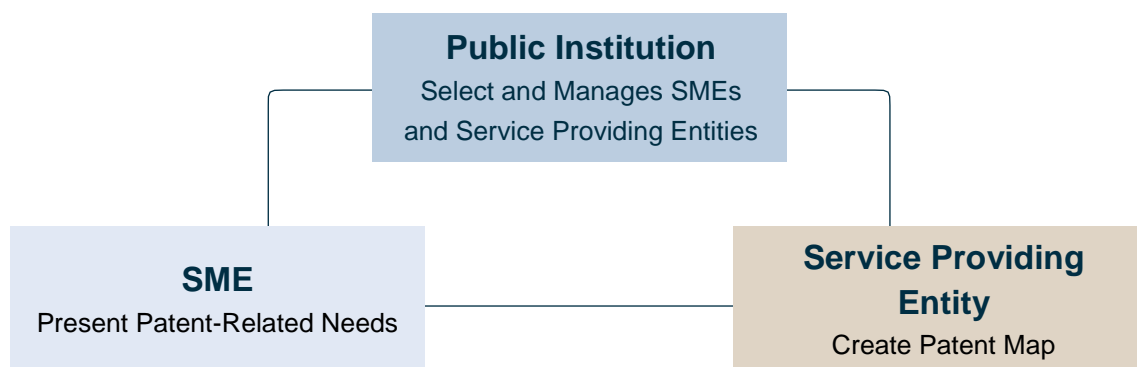 Public Institution
Select and Manages SMEs
and Service Providing Entities
SME
Present Patent-Related Needs
Service Providing
Entity
Create Patent Map